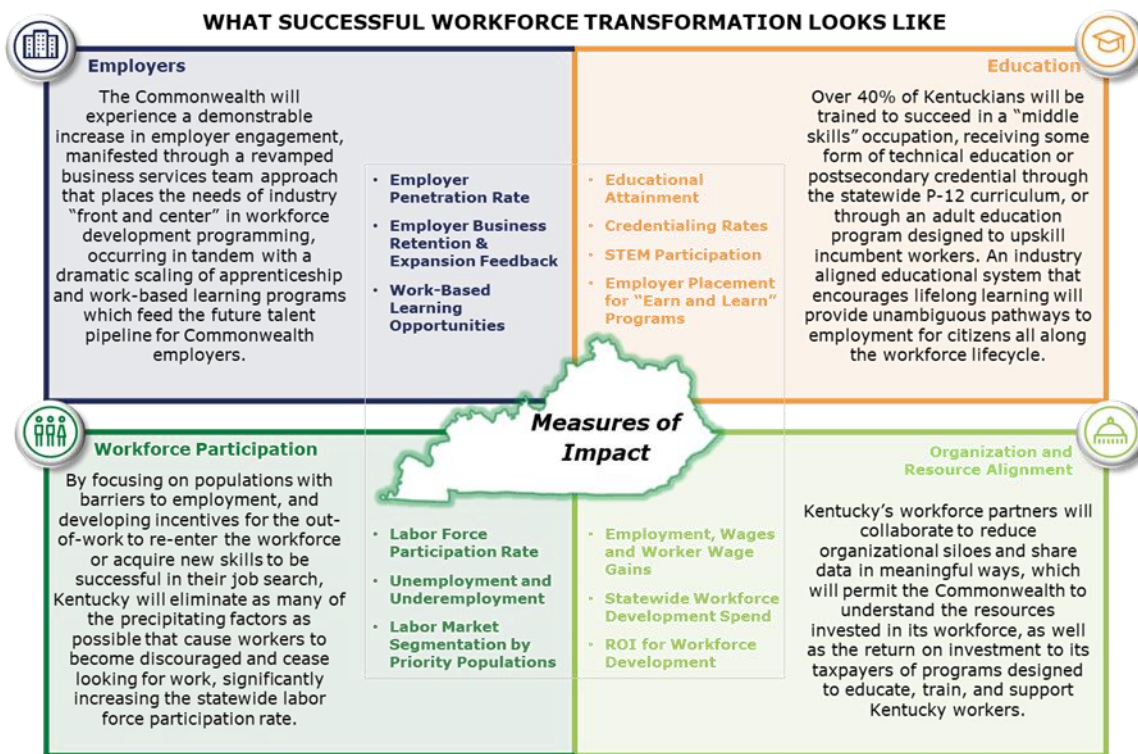 WHAT SUCCESSFUL WORKFORCE TRANSFORMATION LOOKS LIKE
Employers
The Commonwealth will
experience a demonstrable
increase in employer engagement,
manifested through a revamped
business services team approach
that places the needs of industry
“front and center” in workforce
development programming,
occurring in tandem with a
dramatic scaling of apprenticeship
and work-based learning programs
which feed the future talent
pipeline for Commonwealth
employers.
• Employer
Penetration Rate
• Employer Business
Retention &
Expansion Feedback
• Work-Based
Learning
Opportunities
Education
Over 40% of Kentuckians will be
trained to succeed in a “middle
skills” occupation, receiving some
form of technical education or
postsecondary credential through
the statewide P-12 curriculum, or
through an adult education
program designed to upskill
incumbent workers. An industry
aligned educational system that
encourages lifelong learning will
provide unambiguous pathways to
employment for citizens all along
the workforce lifecycle.
• Educational
Attainment
• Credentialing Rates
• STEM Participation
• Employer Placement
for “Earn and Learn”
Programs
Measures of
Impact
Workforce Participation
By focusing on populations with
barriers to employment, and
developing incentives for the out-
of-work to re-enter the workforce
or acquire new skills to be
successful in their job search,
Kentucky will eliminate as many of
the precipitating factors as
possible that cause workers to
become discouraged and cease
looking for work, significantly
increasing the statewide labor
force participation rate.
• Labor Force
Participation Rate
• Unemployment and
Underemployment
• Labor Market
Segmentation by
Priority Populations
Organization and
Resource Alignment
Kentucky’s workforce partners will
collaborate to reduce
organizational siloes and share
data in meaningful ways, which
will permit the Commonwealth to
understand the resources
invested in its workforce, as well
as the return on investment to its
taxpayers of programs designed
to educate, train, and support
Kentucky workers.
• Employment, Wages
and Worker Wage
Gains
• Statewide Workforce
Development Spend
• ROI for Workforce
Development